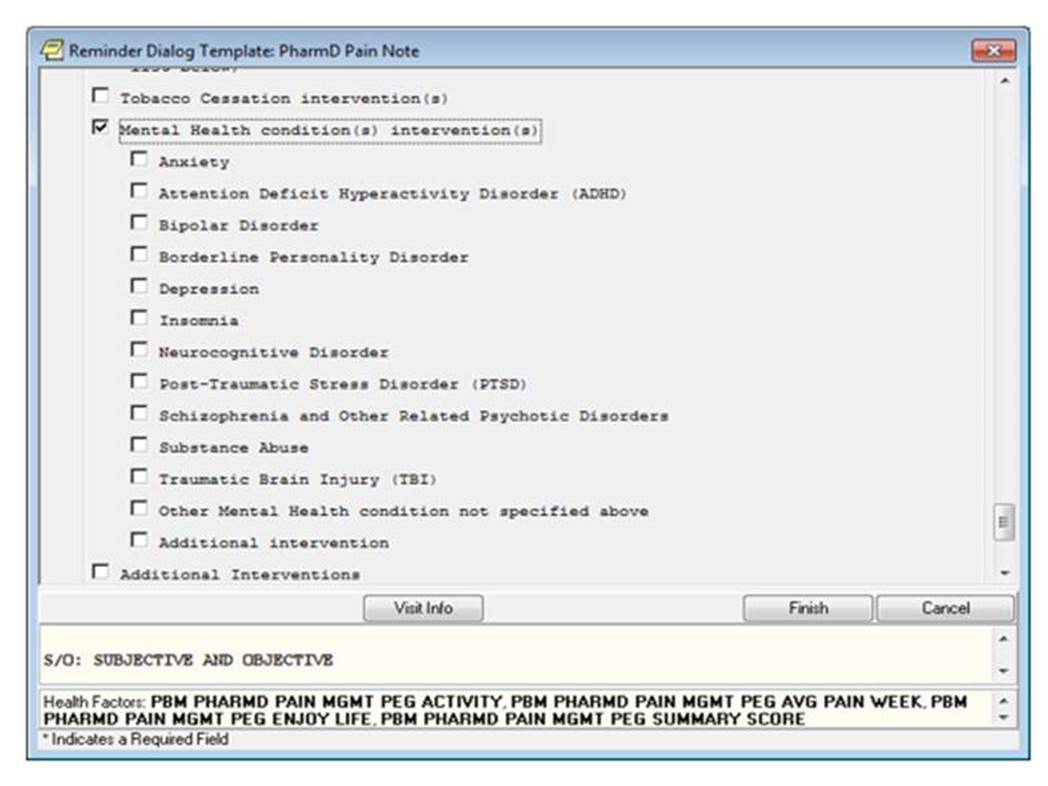 Reminder Dialog Template: PharmD Pain Note
Tobacco Cessation intervention(s)
Mental Health condition(s) intervention(s)
Anxiety
Attention Deficit Hyperactivity Disorder (ADHD)
Bipolar Disorder
Borderline Personality Disorder
Depression
Insomnia
Neurocognitive Disorder
Post-Traumatic Stress Disorder (PTSD)
Schizophrenia and Other Related Psychotic Disorders
Substance Abuse
Traumatic Brain Injury (TBI)
Other Mental Health condition not specified above
Additional intervention
Additional Interventions
Visit Info Finish Cancel
S/O: SUBJECTIVE AND OBJECTIVE
Health Factors: PBM PHARMD PAIN MGMT PEG ACTIVITY, PBM PHARMD PAIN MGMT PEG AVG PAIN WEEK, PBM
PHARMD PAIN MGMT PEG ENJOY LIFE, PBM PHARMD PAIN MGMT PEG SUMMARY SCORE
* Indicates a Required Field